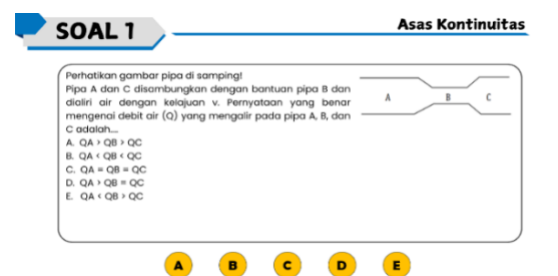 SOAL 1
Asas Kontinuitas
Perhatikan gambar pipa di samping!
Pipa A dan C disambungkan dengan bantuan pipa B dan
dialiri air dengan kelajuan v. Pernyataan yang benar
mengenai debit air (Q) yang mengalir pada pipa A, B, dan
C adalah....
A. QA > QB > QC
B. QA < QB < QC
C. QA = QB = QC
D. QA > QB = QC
E. QA < QB > QC
A B C
A B C D E